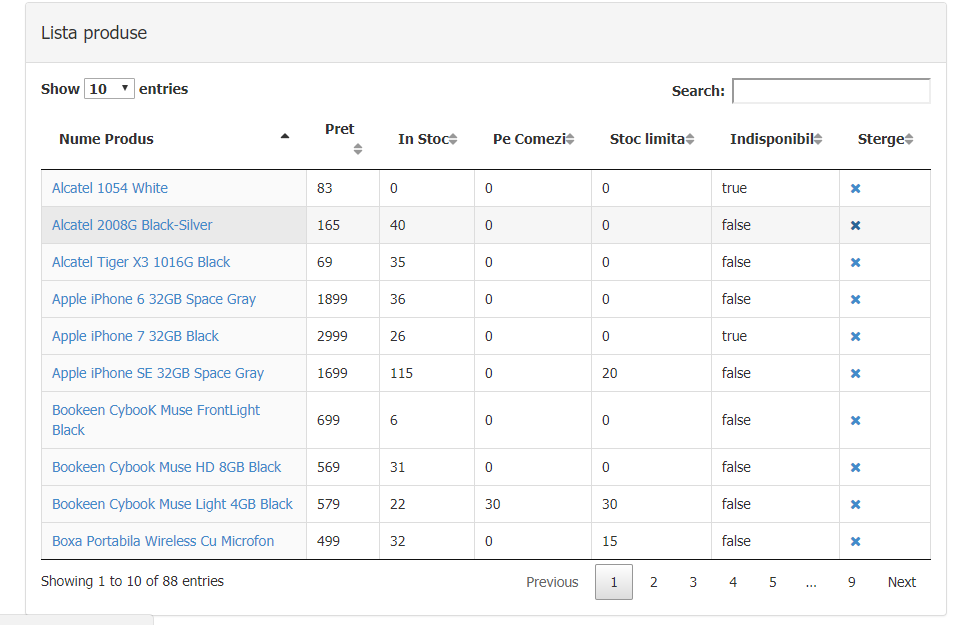 Lista produse
Show 10 entries
Search:
Nume Produs Pret In Stoc Pe Comezi Stoc limita Indisponibil Sterge
Alcatel 1054 White 83 0 0 0 true
Alcatel 2008G Black-Silver 165 40 0 0 false
Alcatel Tiger X3 1016G Black 69 35 0 0 false
Apple iPhone 6 32GB Space Gray 1899 36 0 0 false
Apple iPhone 7 32GB Black 2999 26 0 0 true
Apple iPhone SE 32GB Space Gray 1699 115 0 20 false
Bookeen CybooK Muse FrontLight
Black 699 6 0 0 false
Bookeen Cybook Muse HD 8GB Black 569 31 0 0 false
Bookeen Cybook Muse Light 4GB Black 579 22 30 30 false
Boxa Portabila Wireless Cu Microfon 499 32 0 15 false
Showing 1 to 10 of 88 entries
Previous 1 2 3 4 5 ... 9 Next